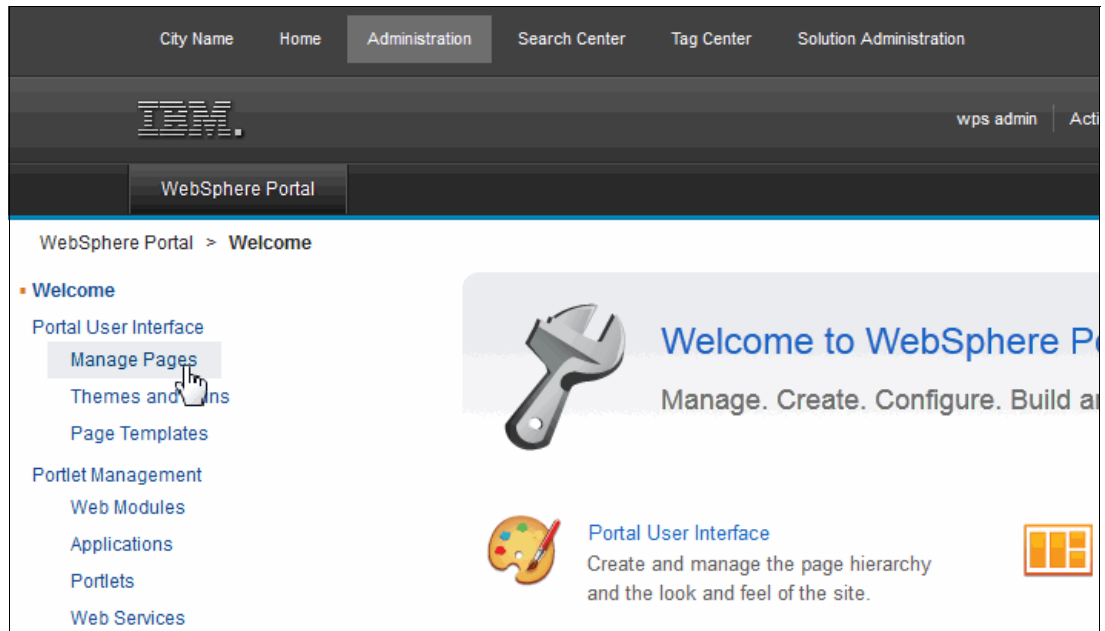 City Name Home Administration Search Center Tag Center Solution Administration
IBM.
wps admin
WebSphere Portal
WebSphere Portal > Welcome
Welcome
Portal User Interface
Manage Pages
Themes and
Page Templates
Portlet Management
Web Modules
Applications
Portlets
Web Services
Welcome to WebSphere
Manage. Create. Configure. Build
Portal User Interface
Create and manage the page hierarchy
and the look and feel of the site.